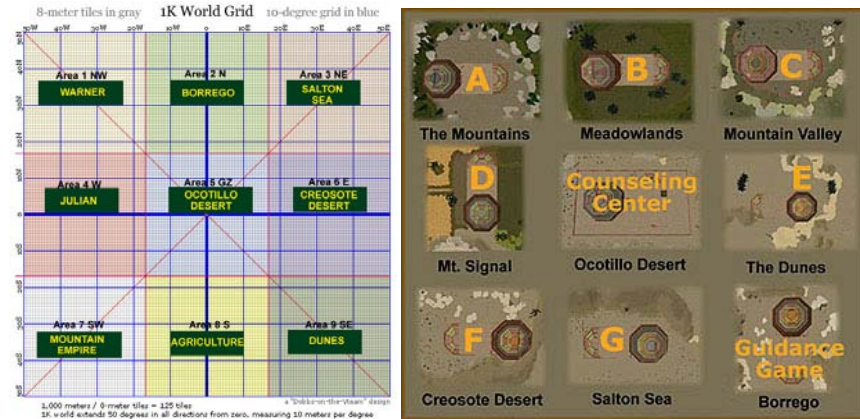 8-meter tiles in gray
1K World Grid
10-degree grid in blue
50W 40W 30W 20W 10W 0 10E 20E 30E 40E 50E
Area 1 NW
WARNER
Area 2 N
BORREGO
Area 3 NE
SALTON
SEA
Area 4 W
JULIAN
Area 5 GZ
OCOTILLO
DESERT
Area 6 E
CREOSOTE
DESERT
Area 7 SW
MOUNTAIN
EMPIRE
Area 8 S
AGRICULTURE
Area 9 SE
DUNES
1,000 meters / 8-meter tiles = 125 tiles
1K world extends 50 degrees in all directions from zero, measuring 10 meters per degree
A
The Mountains
B
Meadowlands
C
Mountain Valley
D
Mt. Signal
Counseling
Center
Ocotillo Desert
E
The Dunes
F
Creosote Desert
G
Salton Sea
Guidance
Game
Borrego